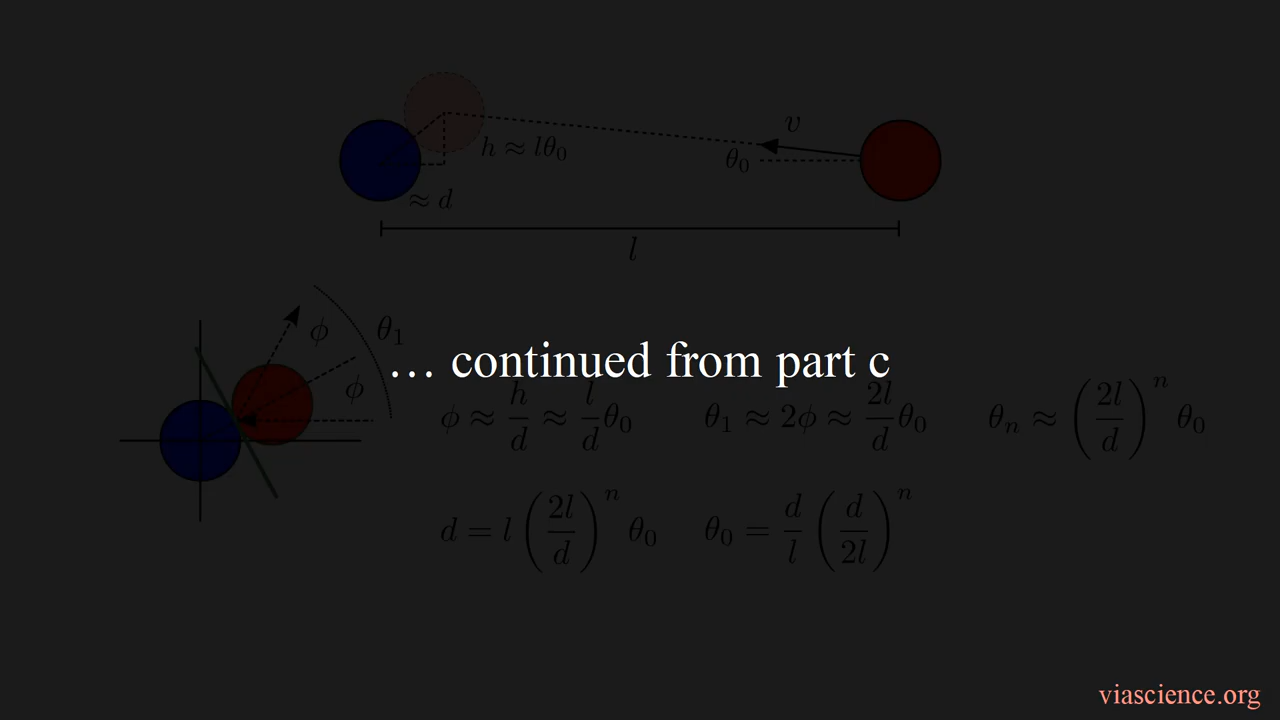 v
h ≈ lθ₀
θ₀
≈ d
l
ϕ
θ₁
ϕ
… continued from part c
ϕ ≈ h/d ≈ l/d θ₀   θ₁ ≈ 2ϕ ≈ 2l/d θ₀   θₙ ≈ (2l/d)ⁿ θ₀
d = l (2l/d)ⁿ θ₀   θ₀ = d/l (d/2l)ⁿ
viascience.org